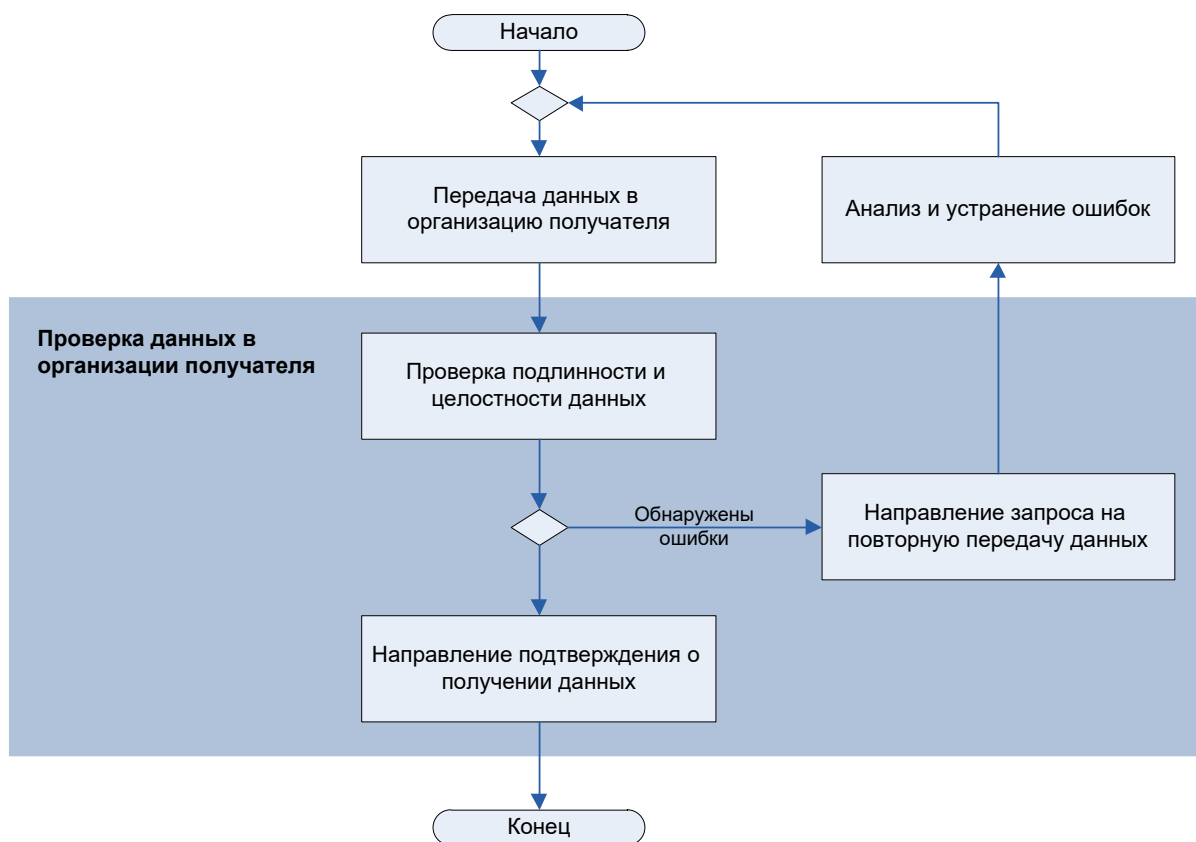 Начало
Передача данных в
организацию получателя
Анализ и устранение ошибок
Проверка данных в
организации получателя
Проверка подлинности и
целостности данных
Обнаружены
ошибки
Направление запроса на
повторную передачу данных
Направление подтверждения о
получении данных
Конец